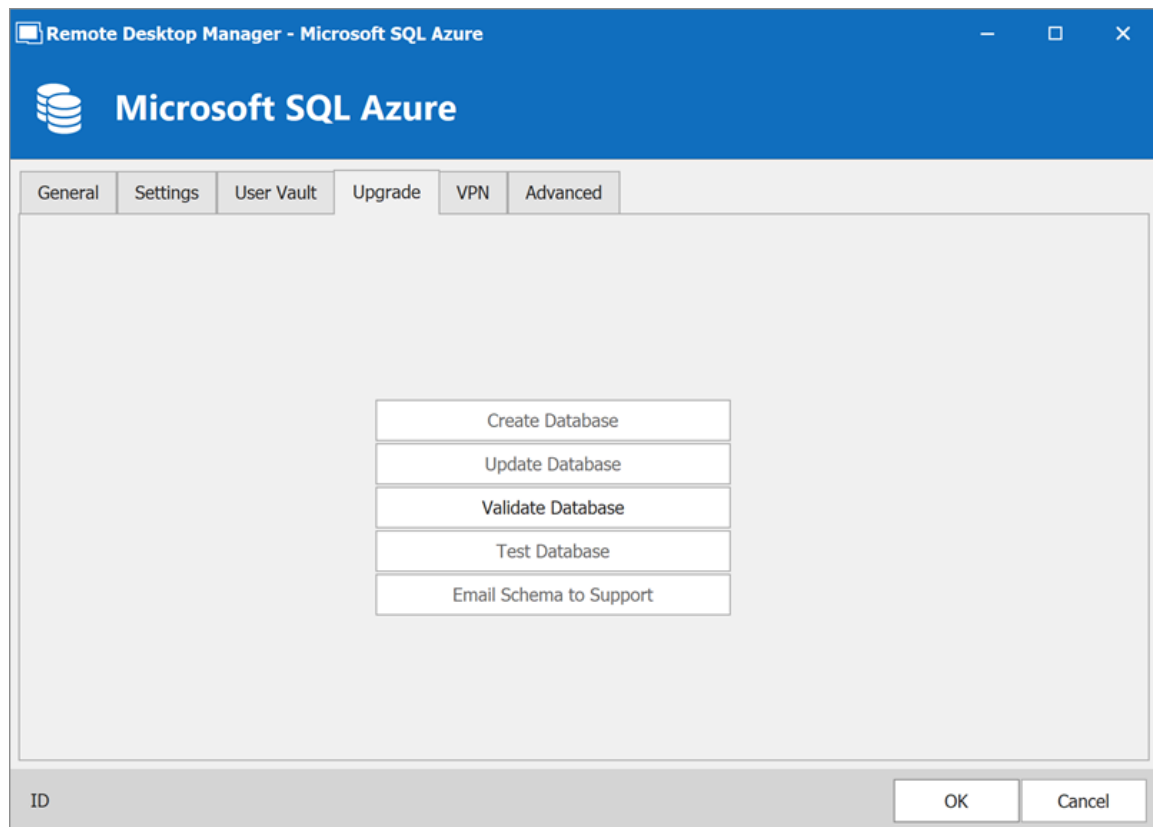 Remote Desktop Manager - Microsoft SQL Azure
Microsoft SQL Azure
General Settings User Vault Upgrade VPN Advanced
Create Database
Update Database
Validate Database
Test Database
Email Schema to Support
ID OK Cancel